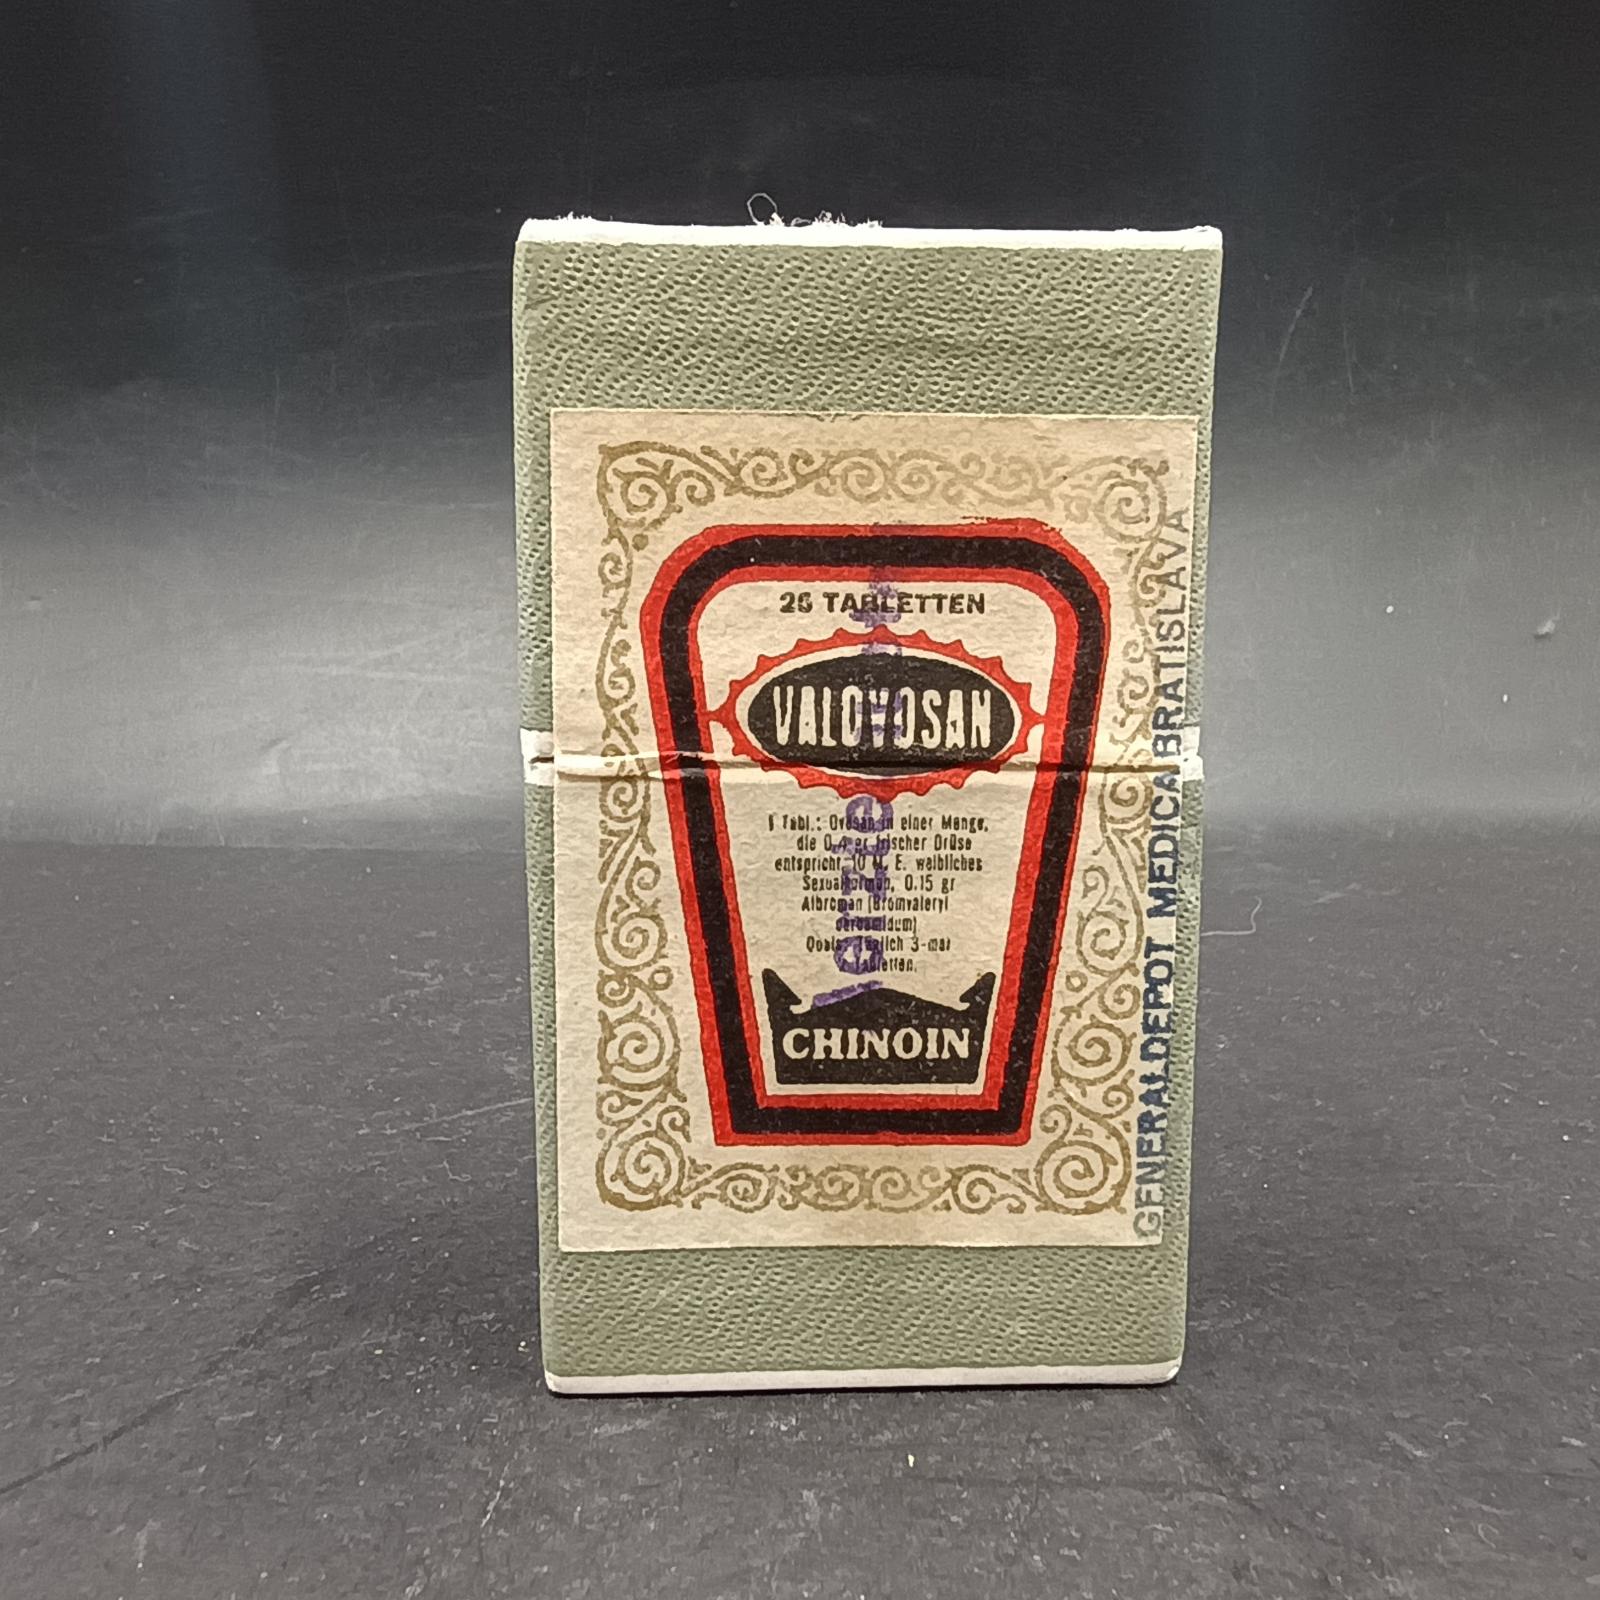 25 TABLETTEN
VALOVOSAN
1 Tabl.: Ovosan in einer Menge,
die 0,4 gr frischer Drüse
entspricht, 10 M. E. weibliches
Sexualhormon, 0.15 gr
Albroman (Bromvaleryl
carbamidum)
Täglich 3-mal
Tabletten.
CHINOIN
GENERALDEPOT MEDICA BRATISLAVA